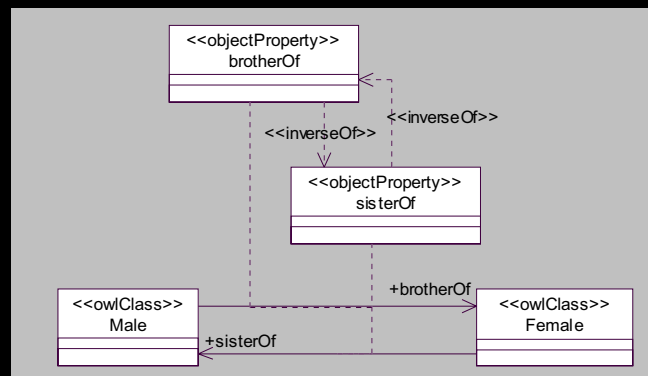 <<objectProperty>>
brotherOf
<<inverseOf>>
<<inverseOf>>
<<objectProperty>>
sisterOf
+brotherOf
<<owlClass>>
Male
<<owlClass>>
Female
+sisterOf